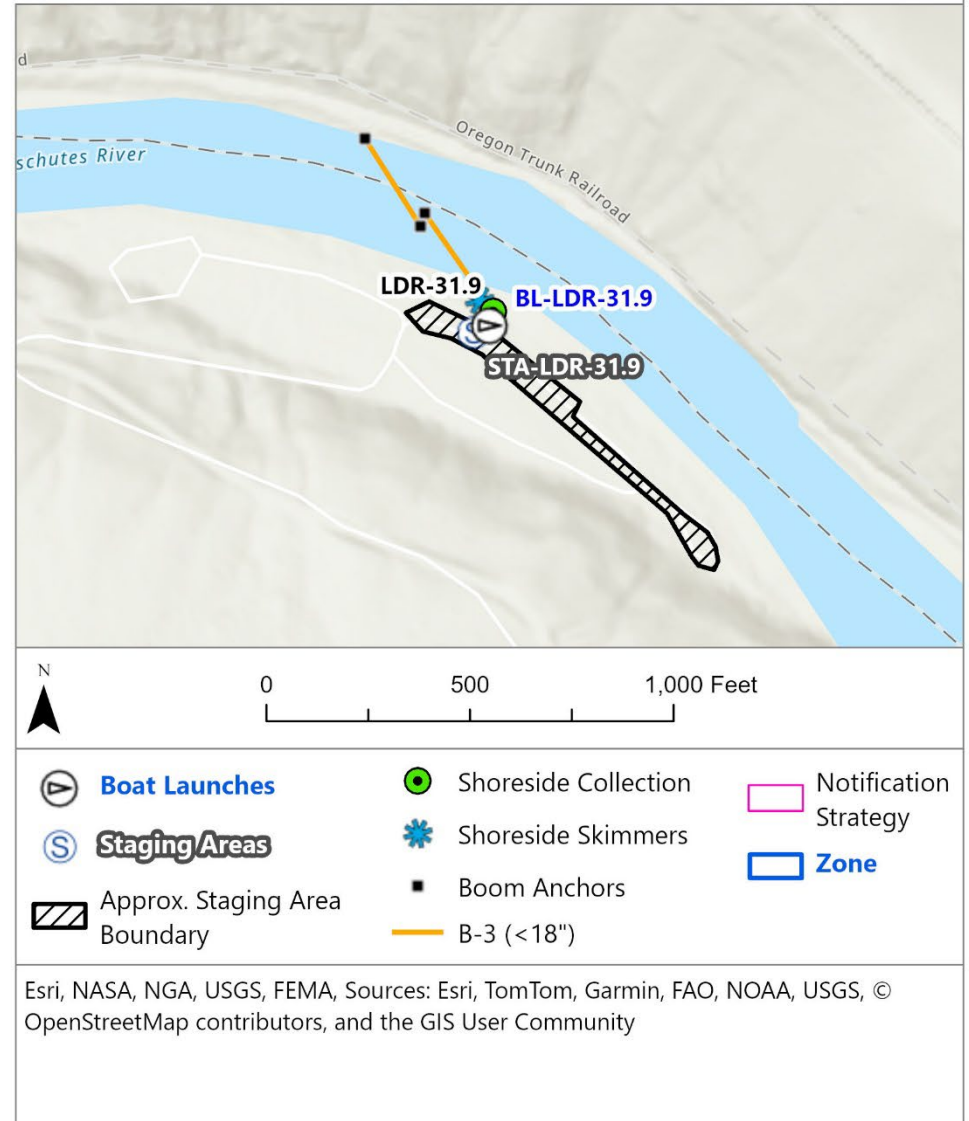 d
schutes River
Oregon Trunk Railroad
LDR-31.9
BL-LDR-31.9
S
STA-LDR-31.9
N
0 500 1,000 Feet
Boat Launches
S Staging Areas
Approx. Staging Area
Boundary
Shoreside Collection
Shoreside Skimmers
Boom Anchors
B-3 (<18")
Notification
Strategy
Zone
Esri, NASA, NGA, USGS, FEMA, Sources: Esri, TomTom, Garmin, FAO, NOAA, USGS, ©
OpenStreetMap contributors, and the GIS User Community